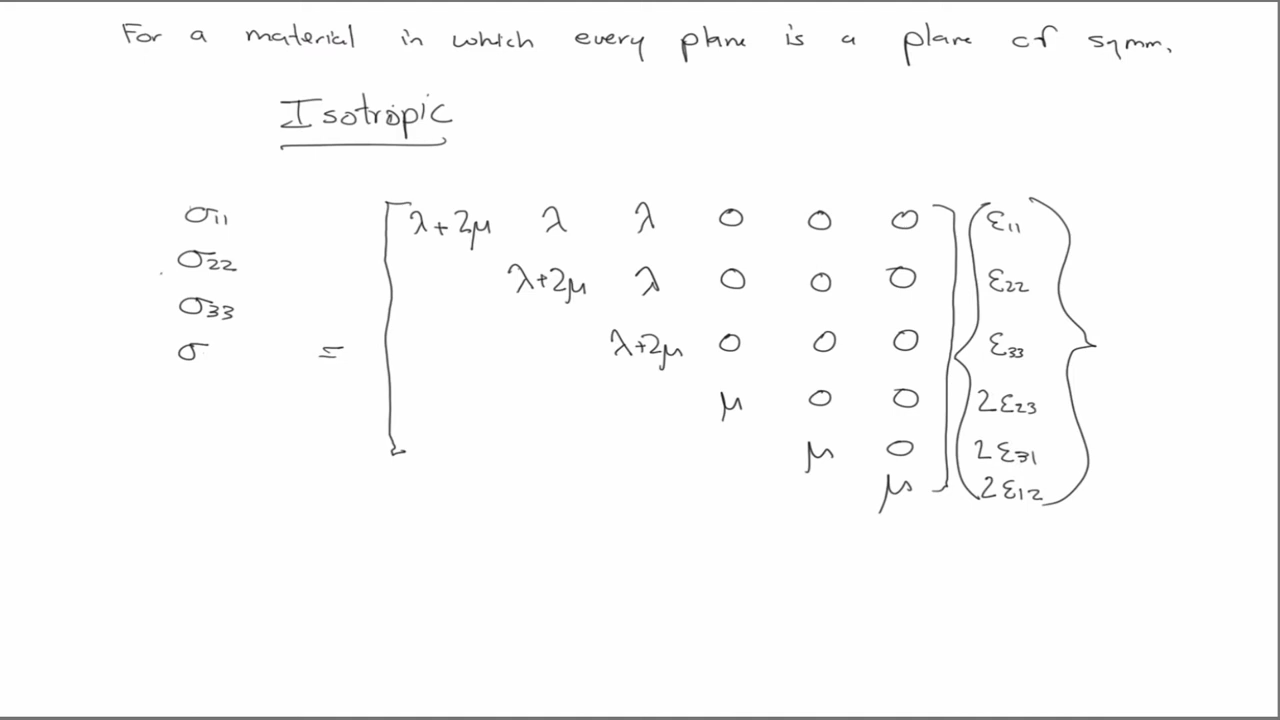 For a material in which every plane is a plane of symm.
Isotropic
σ11 λ+2μ λ λ 0 0 0 ε11
σ22 λ+2μ λ 0 0 0 ε22
σ33 λ+2μ 0 0 0 ε33
σ = μ 0 0 2ε23
μ 0 2ε31
μ 2ε12